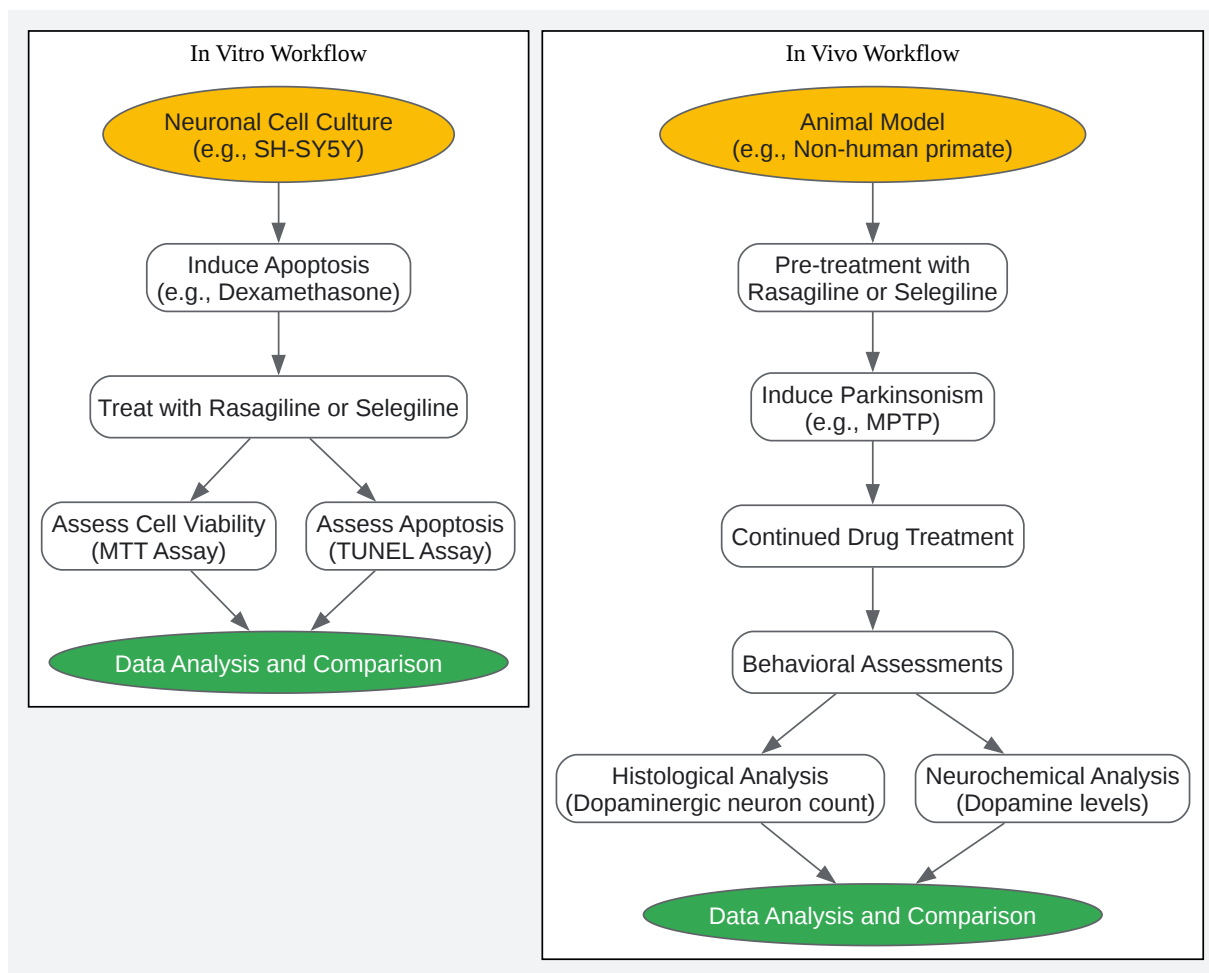 In Vitro Workflow
Neuronal Cell Culture
(e.g., SH-SY5Y)
Induce Apoptosis
(e.g., Dexamethasone)
Treat with Rasagiline or Selegiline
Assess Cell Viability
(MTT Assay)
Assess Apoptosis
(TUNEL Assay)
Data Analysis and Comparison
In Vivo Workflow
Animal Model
(e.g., Non-human primate)
Pre-treatment with
Rasagiline or Selegiline
Induce Parkinsonism
(e.g., MPTP)
Continued Drug Treatment
Behavioral Assessments
Histological Analysis
(Dopaminergic neuron count)
Neurochemical Analysis
(Dopamine levels)
Data Analysis and Comparison